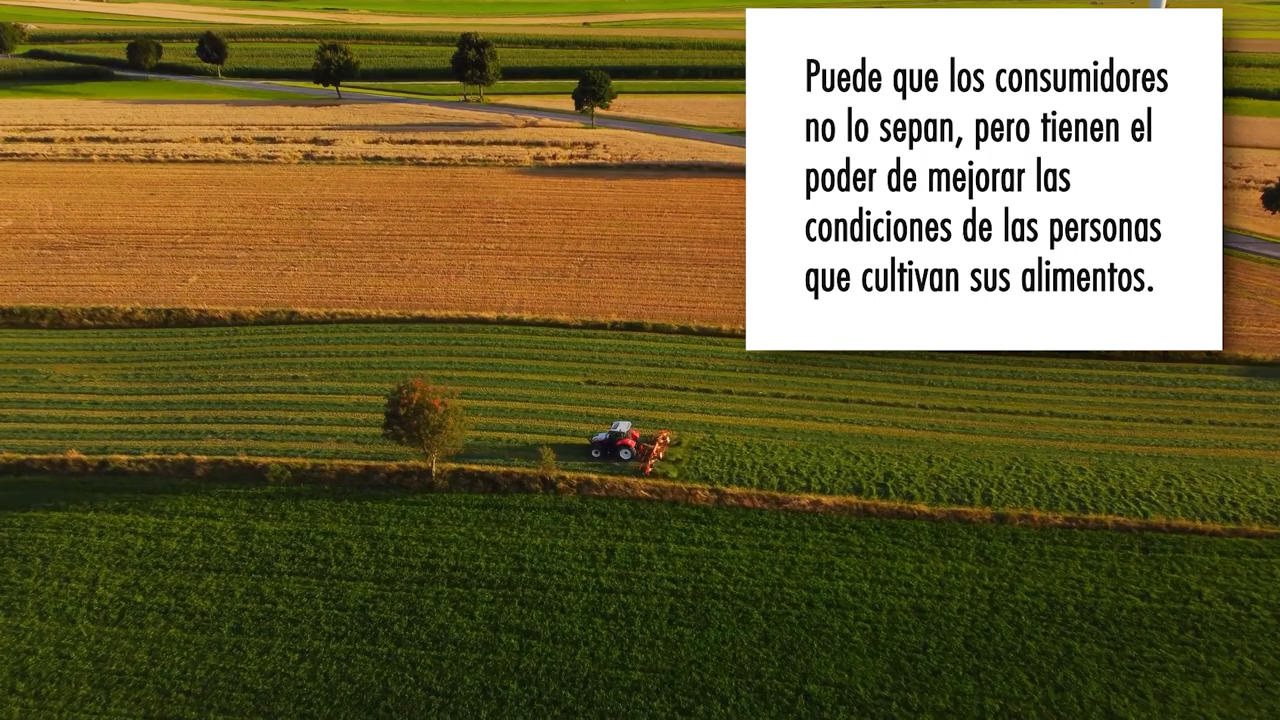 Puede que los consumidores
no lo sepan, pero tienen el
poder de mejorar las
condiciones de las personas
que cultivan sus alimentos.